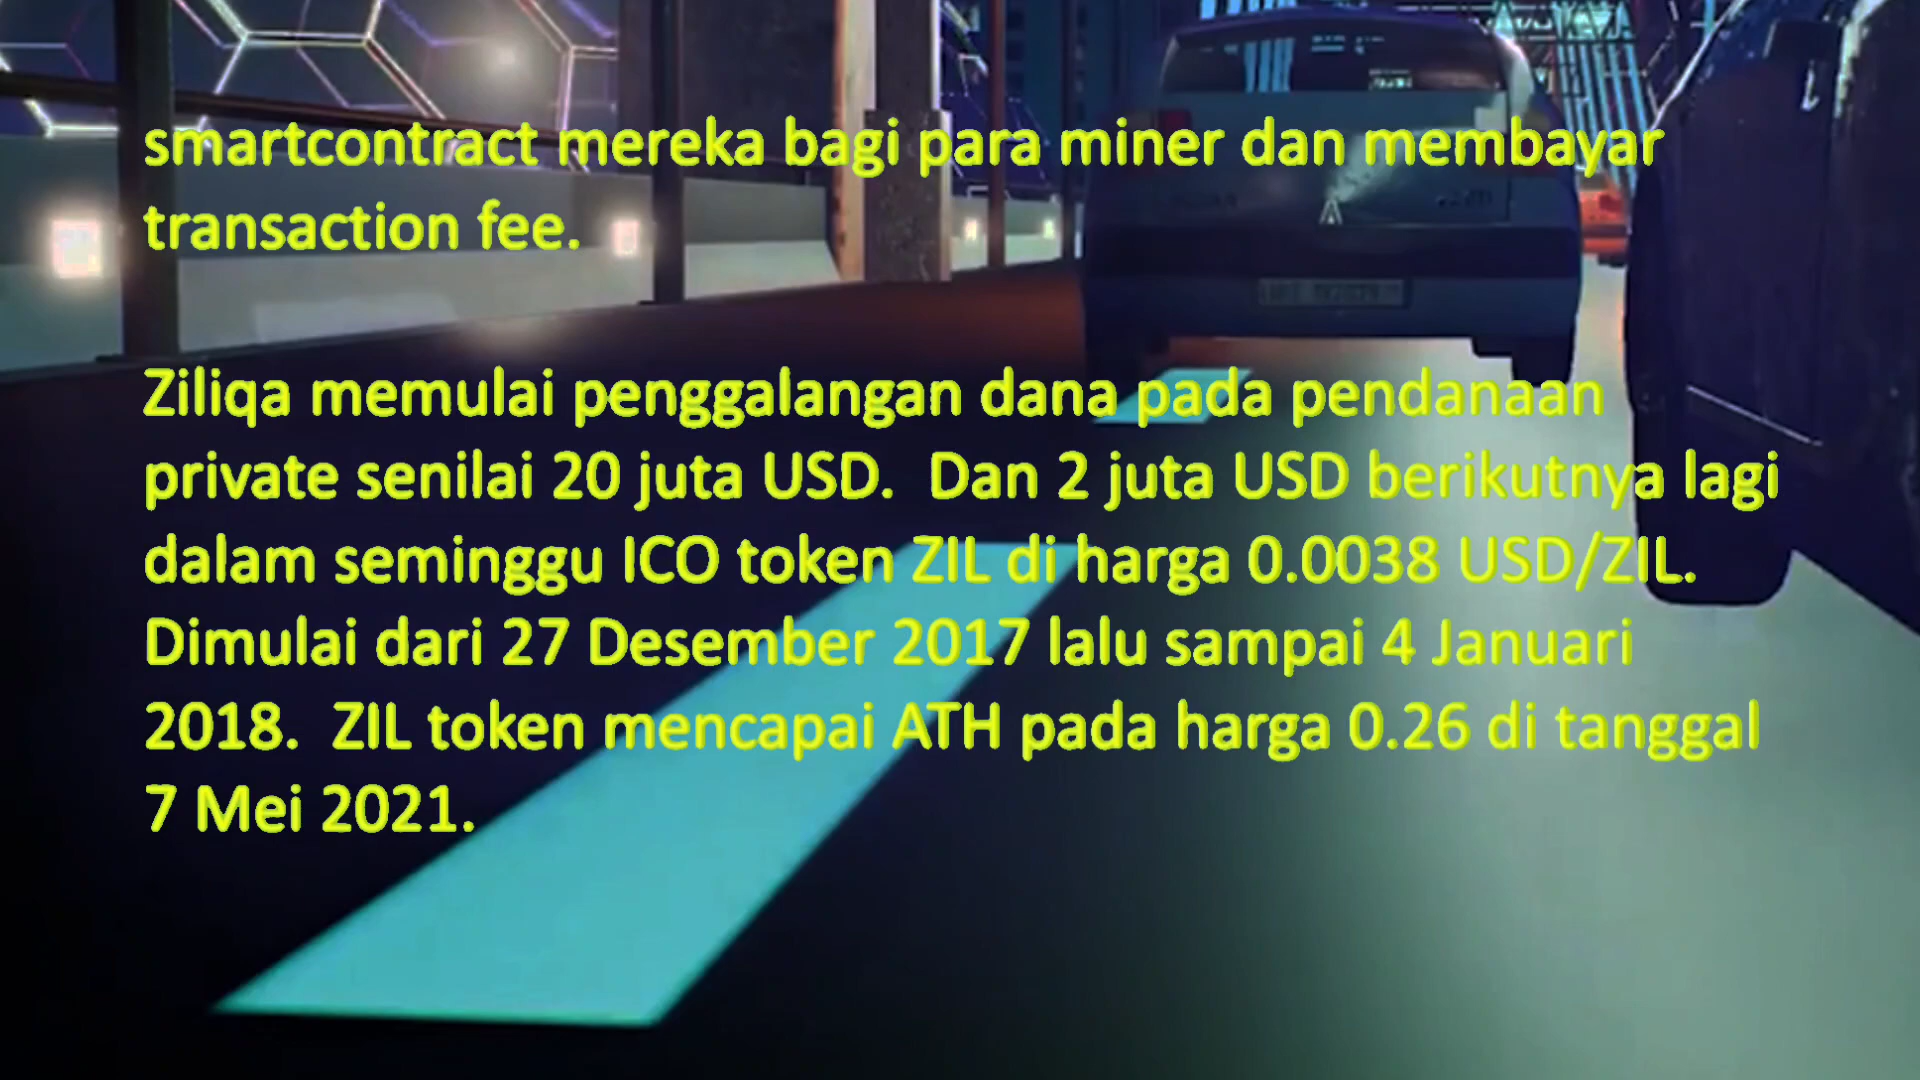 smartcontract mereka bagi para miner dan membayar
transaction fee.
Ziliqa memulai penggalangan dana pada pendanaan
private senilai 20 juta USD.  Dan 2 juta USD berikutnya lagi
dalam seminggu ICO token ZIL di harga 0.0038 USD/ZIL.
Dimulai dari 27 Desember 2017 lalu sampai 4 Januari
2018.  ZIL token mencapai ATH pada harga 0.26 di tanggal
7 Mei 2021.